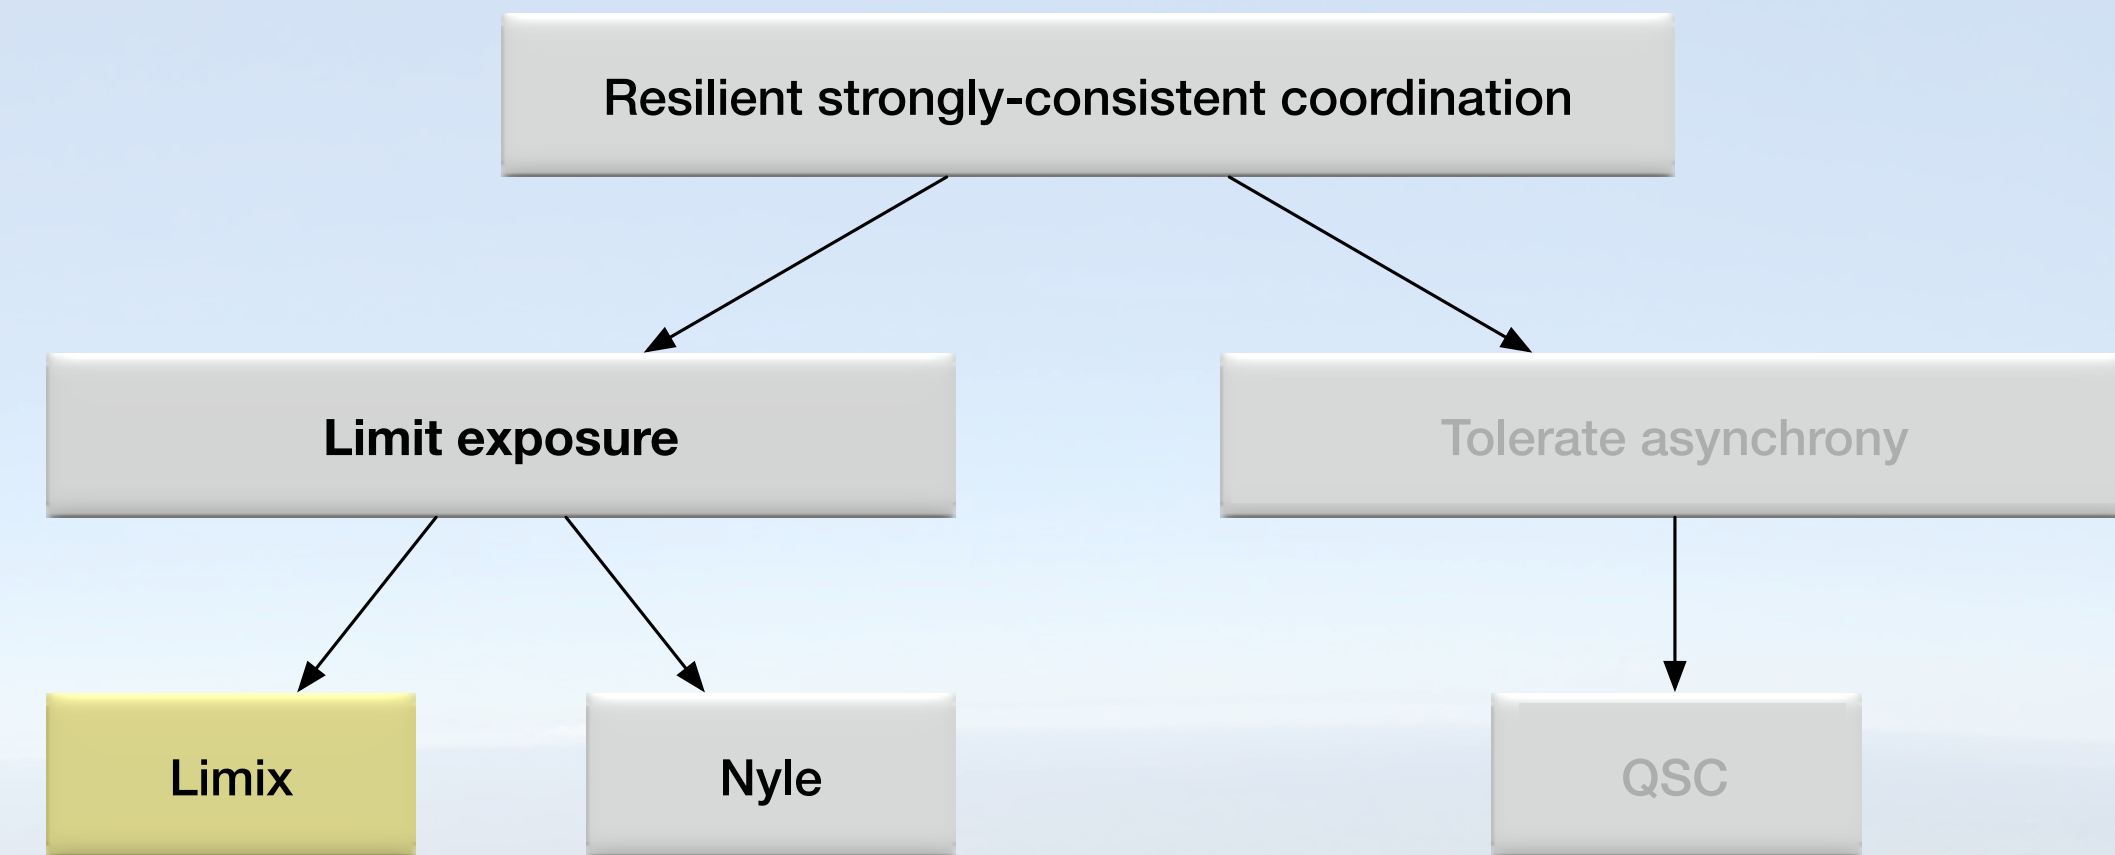 Resilient strongly-consistent coordination
Limit exposure
Tolerate asynchrony
Limix
Nyle
QSC